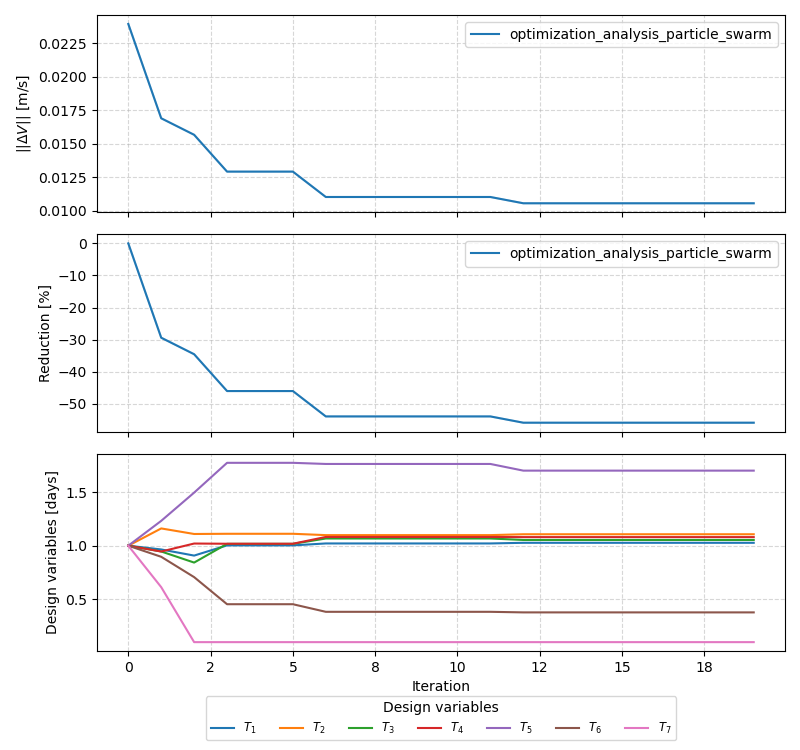 0.0225
0.0200
0.0175
0.0150
0.0125
0.0100
||ΔV|| [m/s]
optimization_analysis_particle_swarm
0
−10
−20
−30
−40
−50
Reduction [%]
optimization_analysis_particle_swarm
1.5
1.0
0.5
Design variables [days]
0 2 5 8 10 12 15 18
Iteration
Design variables
T₁ T₂ T₃ T₄ T₅ T₆ T₇